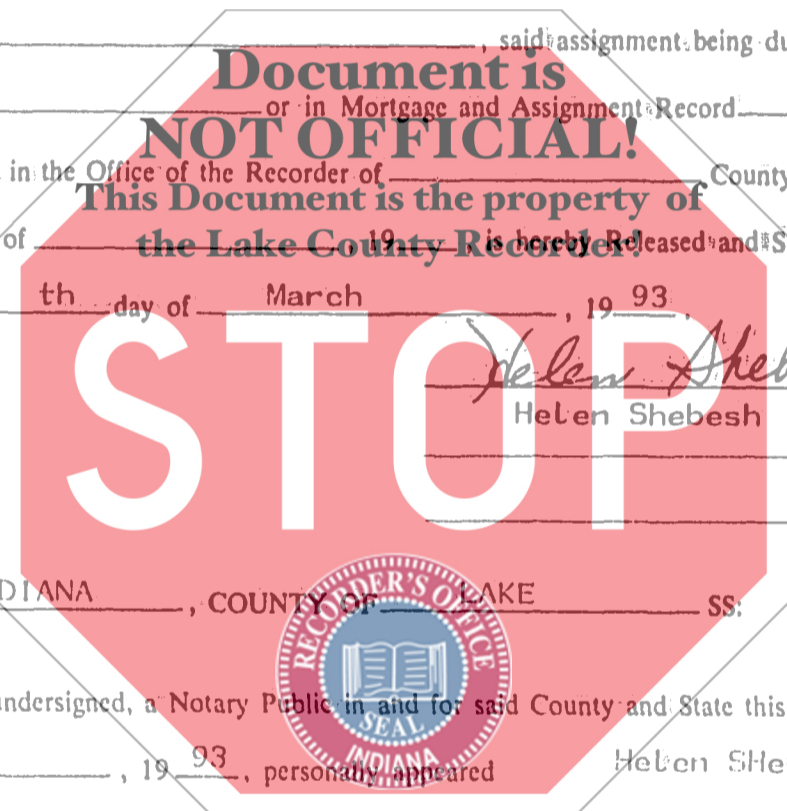 , said assignment being du
Document is
or in Mortgage and Assignment Record
NOT OFFICIAL!
in the Office of the Recorder of County
This Document is the property of
the Lake County Recorder!
of , 19 , is hereby Released and S
th day of March , 19 93 .
STOP
Helen Sheb
Helen Shebesh
DIANA , COUNTY OF LAKE SS:
RECORDER'S OFFICE
undersigned, a Notary Public in and for said County and State this
SEAL
INDIANA
, 19 93 , personally appeared Helen SHe